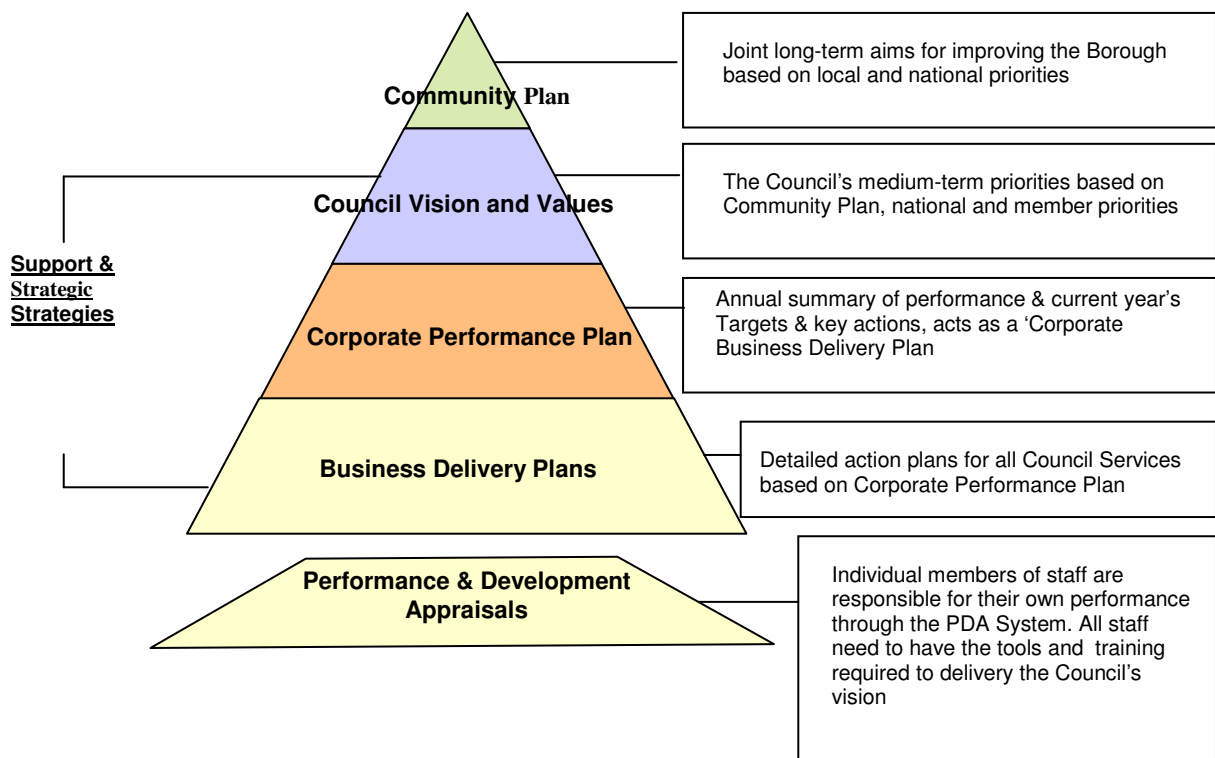 Joint long-term aims for improving the Borough
based on local and national priorities
Community Plan
The Council's medium-term priorities based on
Community Plan, national and member priorities
Council Vision and Values
Support &
Strategic
Strategies
Annual summary of performance & current year's
Targets & key actions, acts as a 'Corporate
Business Delivery Plan
Corporate Performance Plan
Business Delivery Plans
Detailed action plans for all Council Services
based on Corporate Performance Plan
Performance & Development
Appraisals
Individual members of staff are
responsible for their own performance
through the PDA System. All staff
need to have the tools and training
required to delivery the Council's
vision